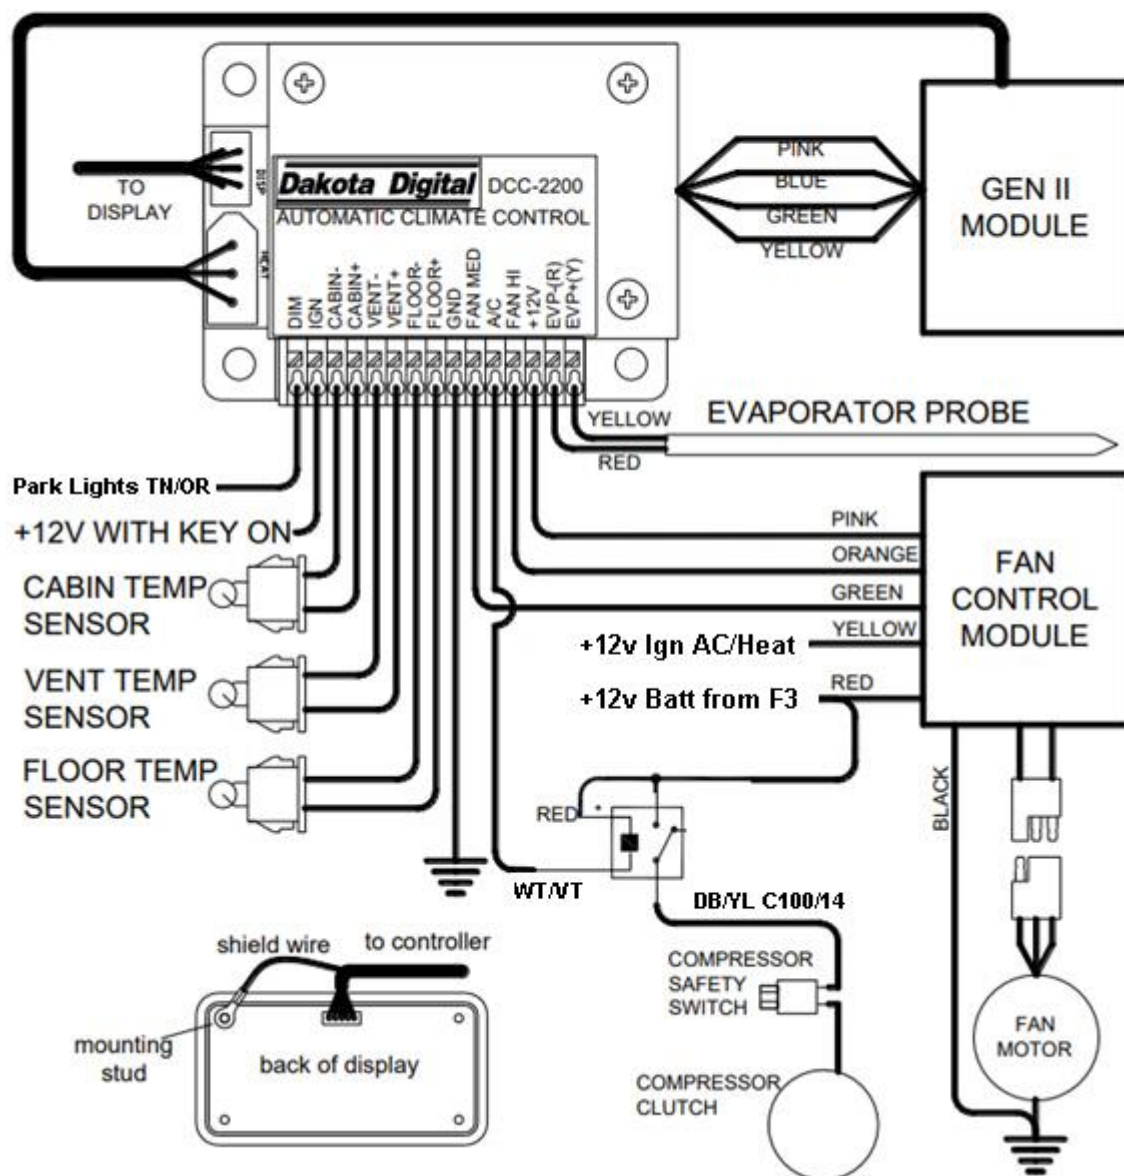 PINK
BLUE
GREEN
YELLOW
GEN II
MODULE
TO
DISPLAY
DISP
HEAT
Dakota Digital
DCC-2200
AUTOMATIC CLIMATE CONTROL
DIM
IGN
CABIN-
CABIN+
VENT-
VENT+
FLOOR-
FLOOR+
GND
FAN MED
A/C
FAN HI
+12V
EVP-(R)
EVP+(Y)
YELLOW
RED
EVAPORATOR PROBE
Park Lights TN/OR
+12V WITH KEY ON
CABIN TEMP
SENSOR
VENT TEMP
SENSOR
FLOOR TEMP
SENSOR
PINK
ORANGE
GREEN
YELLOW
RED
FAN
CONTROL
MODULE
+12v Ign AC/Heat
+12v Batt from F3
BLACK
RED
WT/VT
DB/YL C100/14
COMPRESSOR
SAFETY
SWITCH
COMPRESSOR
CLUTCH
FAN
MOTOR
shield wire
to controller
mounting
stud
back of display